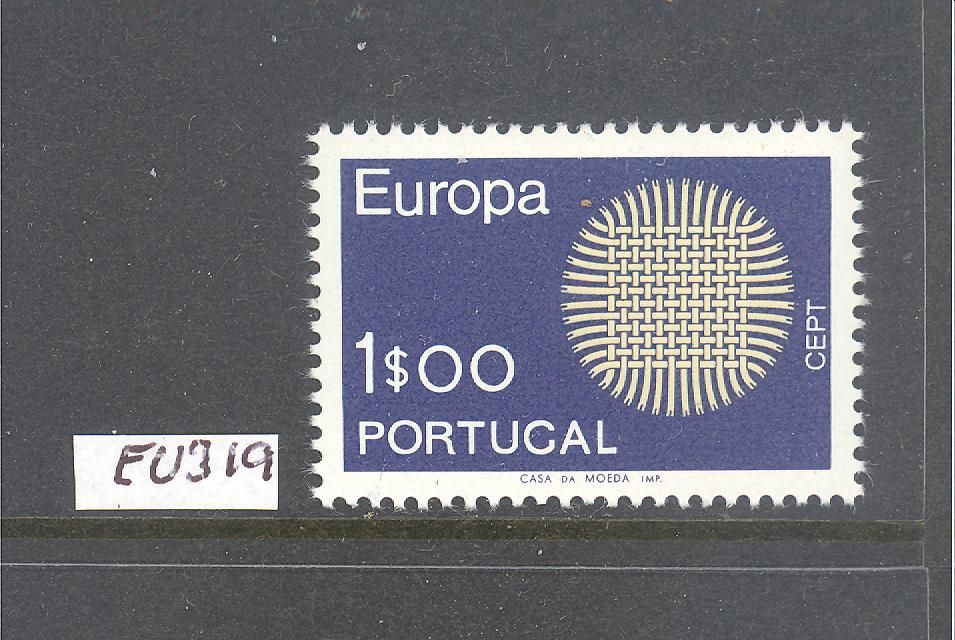 Europa
1$00
CEPT
PORTUGAL
CASA DA MOEDA IMP.
EU319